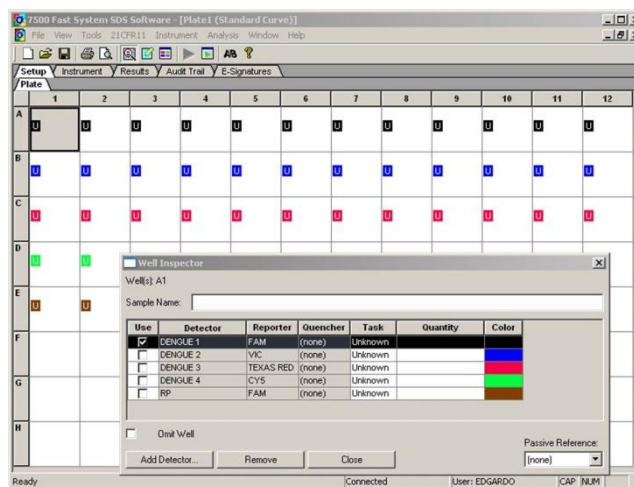 7500 Fast System SDS Software - [Plate1 (Standard Curve)]
File View Tools 21CFR11 Instrument Analysis Window Help
Setup Instrument Results Audit Trail E-Signatures
Plate
1 2 3 4 5 6 7 8 9 10 11 12
A U U U U U U U U U U U U
B U U U U U U U U U U U U
C U U U U U U U U U U U U
D U U
E U U
F
G
H
Well Inspector
Well(s): A1
Sample Name:
Use Detector Reporter Quencher Task Quantity Color
DENGUE 1 FAM (none) Unknown
DENGUE 2 VIC (none) Unknown
DENGUE 3 TEXAS RED (none) Unknown
DENGUE 4 CY5 (none) Unknown
RP FAM (none) Unknown
Omit Well
Passive Reference:
Add Detector... Remove Close (none)
Ready Connected User: EDGARDO CAP NUM